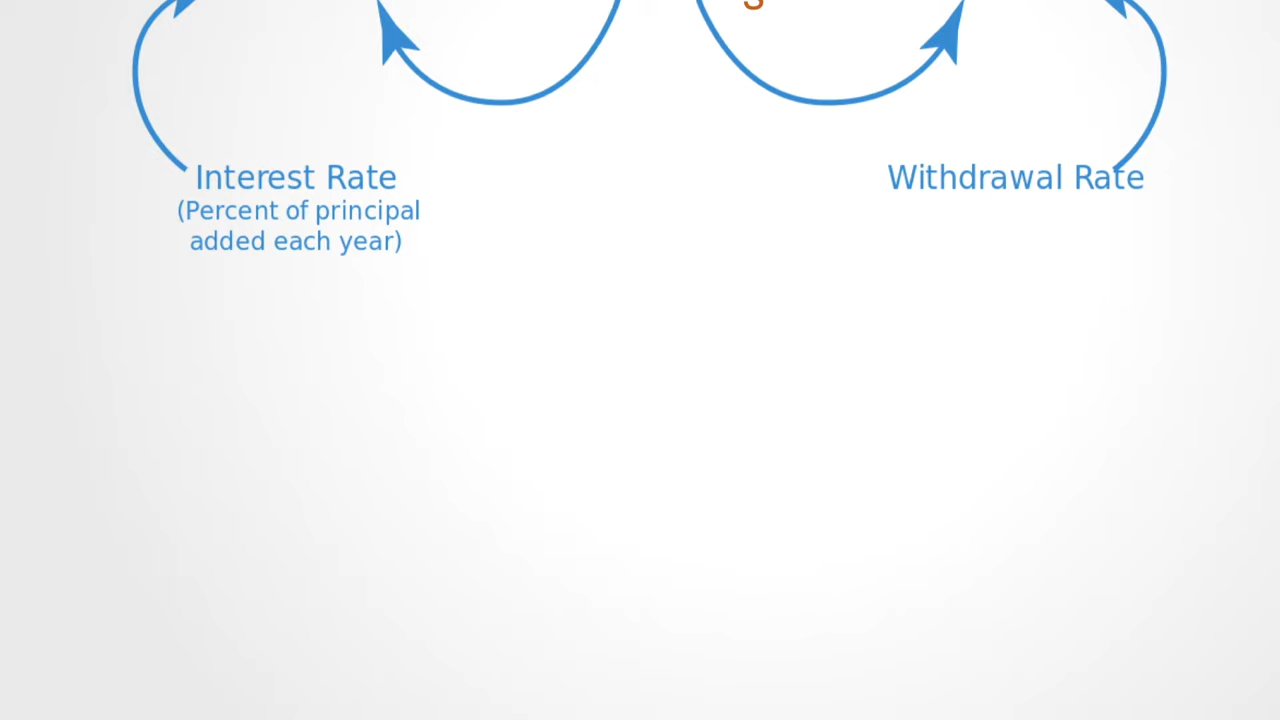 Interest Rate
(Percent of principal
added each year)
Withdrawal Rate